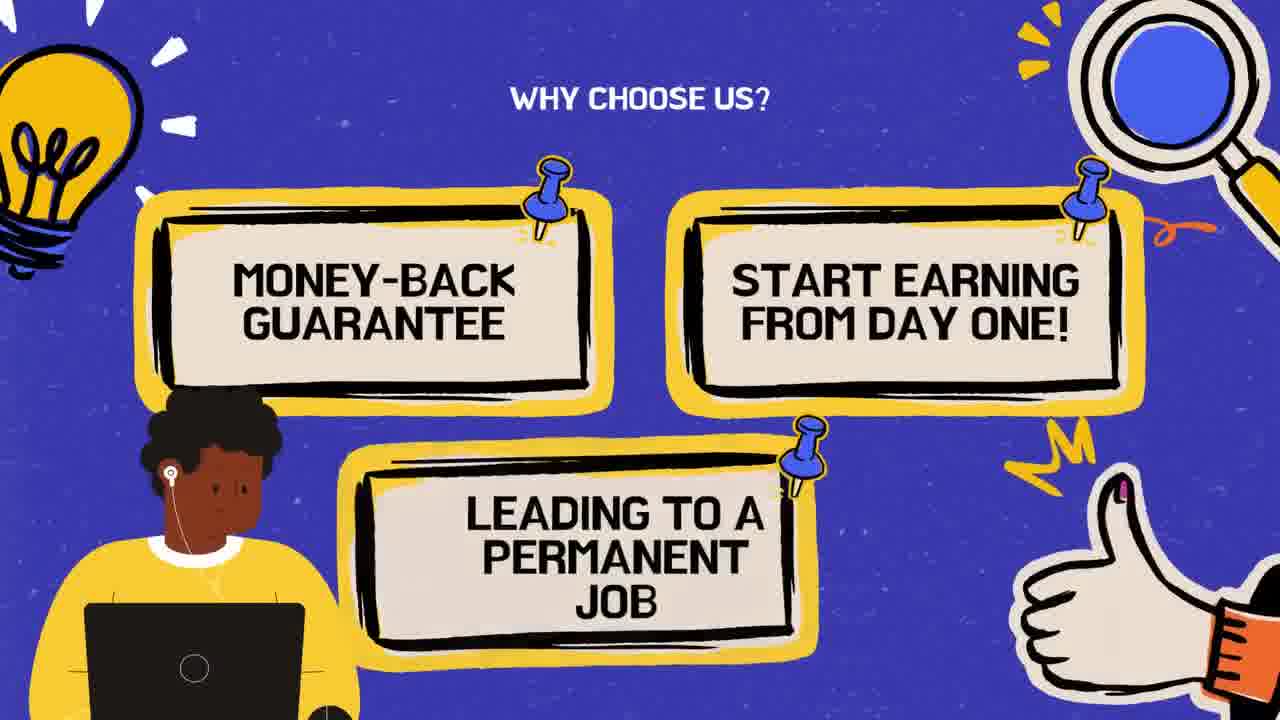 WHY CHOOSE US?
MONEY-BACK
GUARANTEE
START EARNING
FROM DAY ONE!
LEADING TO A
PERMANENT
JOB